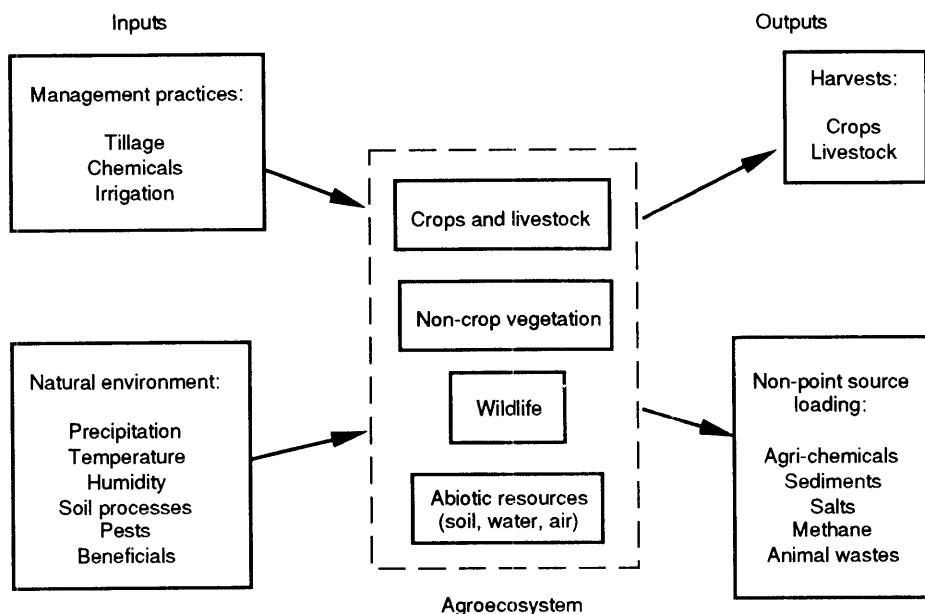 Inputs
Outputs
Management practices:
Tillage
Chemicals
Irrigation
Harvests:
Crops
Livestock
Crops and livestock
Non-crop vegetation
Wildlife
Abiotic resources
(soil, water, air)
Natural environment:
Precipitation
Temperature
Humidity
Soil processes
Pests
Beneficials
Non-point source
loading:
Agri-chemicals
Sediments
Salts
Methane
Animal wastes
Agroecosystem